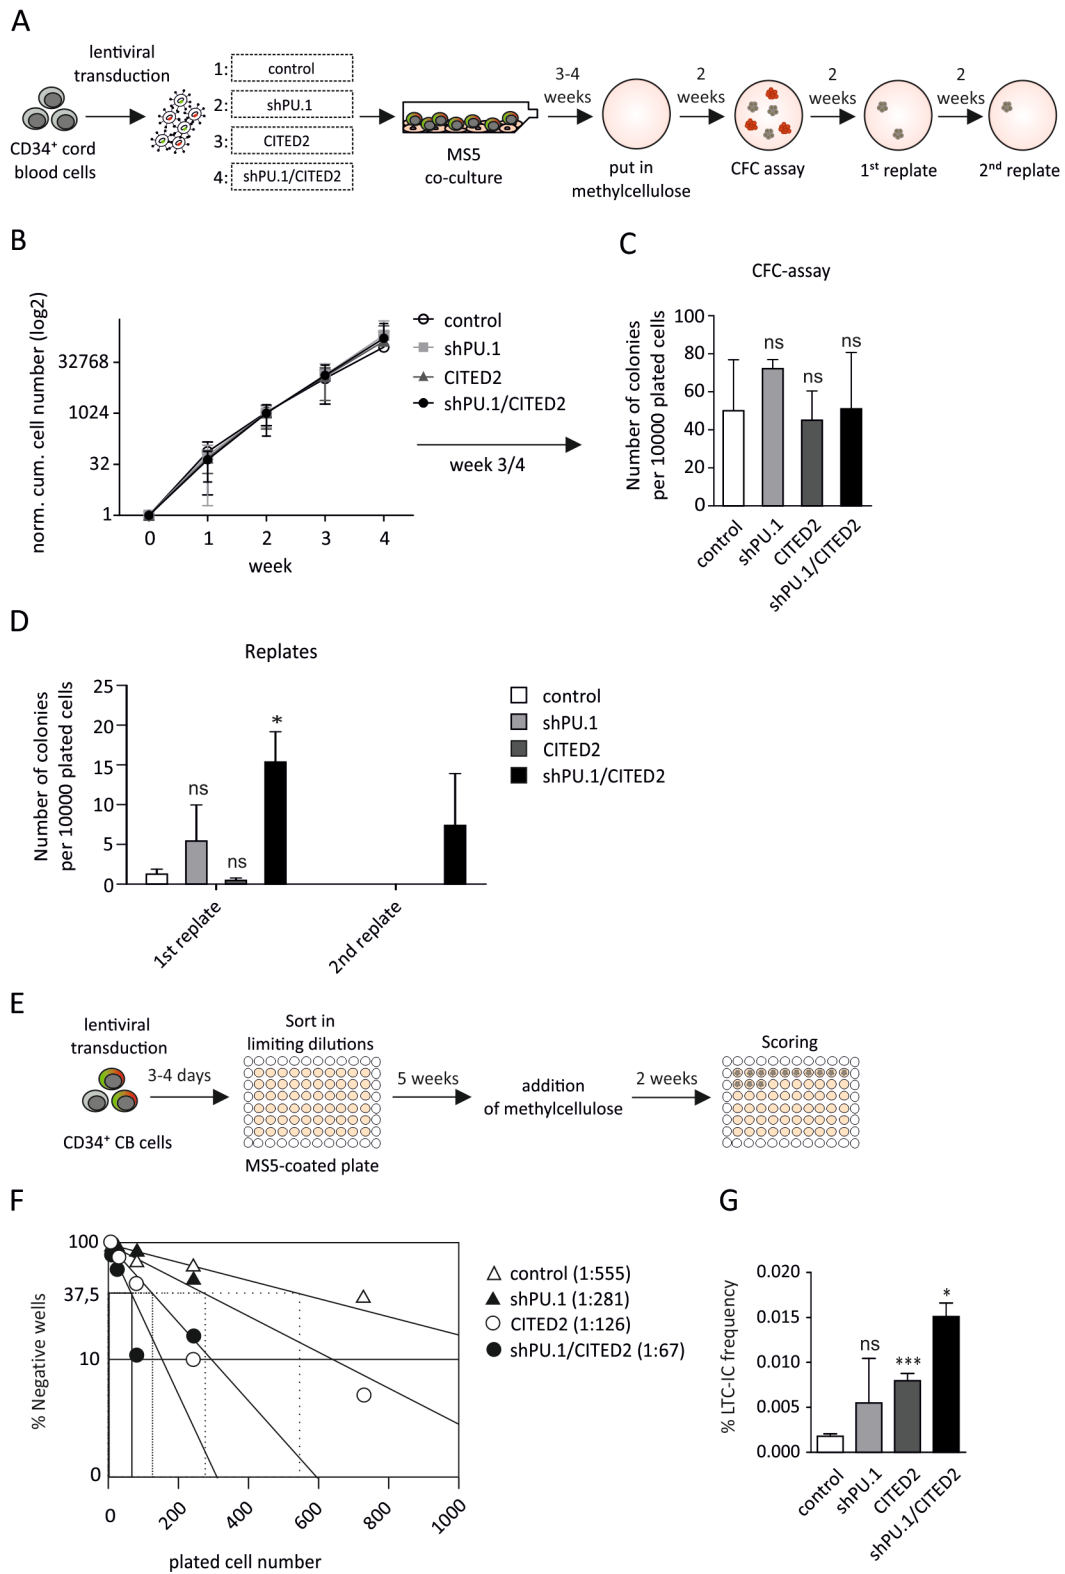 A
lentiviral
transduction
CD34+ cord
blood cells
1: control
2: shPU.1
3: CITED2
4: shPU.1/CITED2
MS5
co-culture
3-4
weeks
put in
methylcellulose
2
weeks
CFC assay
2
weeks
1st replate
2
weeks
2nd replate
B
norm. cum. cell number (log2)
32768
1024
32
1
0 1 2 3 4
week
control
shPU.1
CITED2
shPU.1/CITED2
week 3/4
C
CFC-assay
Number of colonies
per 10000 plated cells
100
80
60
40
20
0
ns
ns
ns
control
shPU.1
CITED2
shPU.1/CITED2
D
Replates
Number of colonies
per 10000 plated cells
25
20
15
10
5
0
ns
ns
*
1st replate
2nd replate
control
shPU.1
CITED2
shPU.1/CITED2
E
lentiviral
transduction
CD34+ CB cells
3-4 days
Sort in
limiting dilutions
MS5-coated plate
5 weeks
addition
of methylcellulose
2 weeks
Scoring
F
% Negative wells
100
37,5
10
0
0 200 400 600 800 1000
plated cell number
control (1:555)
shPU.1 (1:281)
CITED2 (1:126)
shPU.1/CITED2 (1:67)
G
% LTC-IC frequency
0.020
0.015
0.010
0.005
0.000
ns
***
*
control
shPU.1
CITED2
shPU.1/CITED2